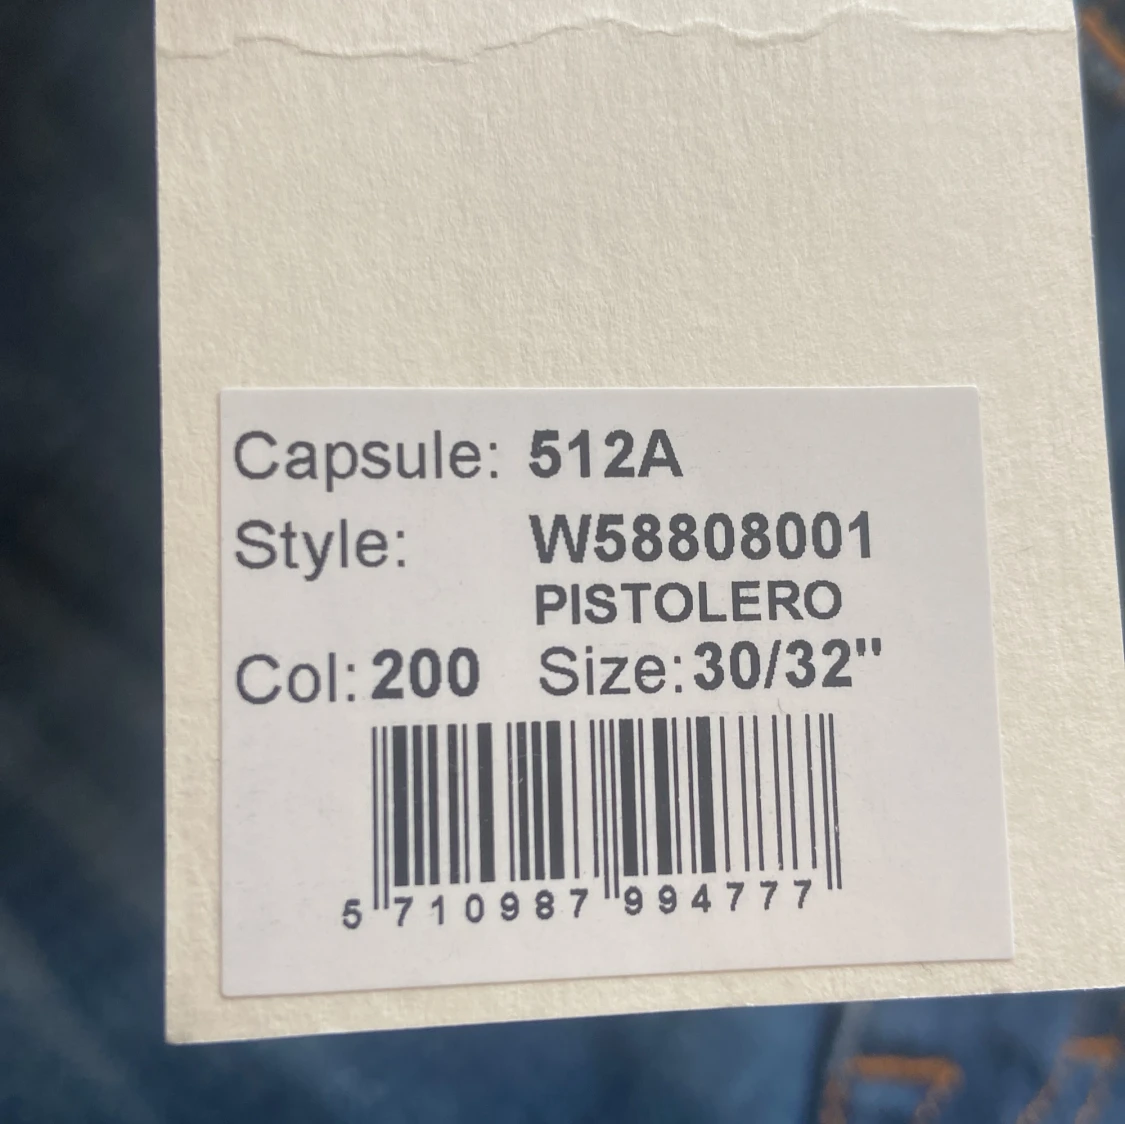 Capsule: 512A
Style: W58808001
PISTOLERO
Col: 200 Size: 30/32"
5 710987 994777